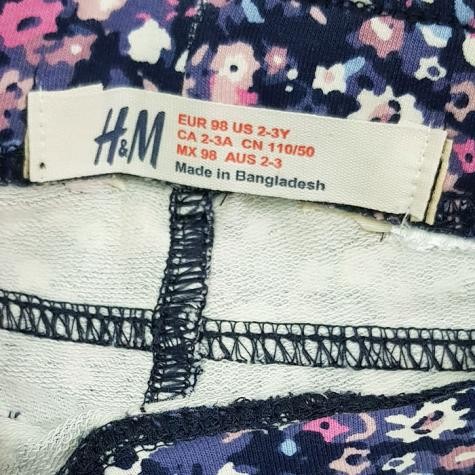 H&M
EUR 98 US 2-3Y
CA 2-3A CN 110/50
MX 98 AUS 2-3
Made in Bangladesh